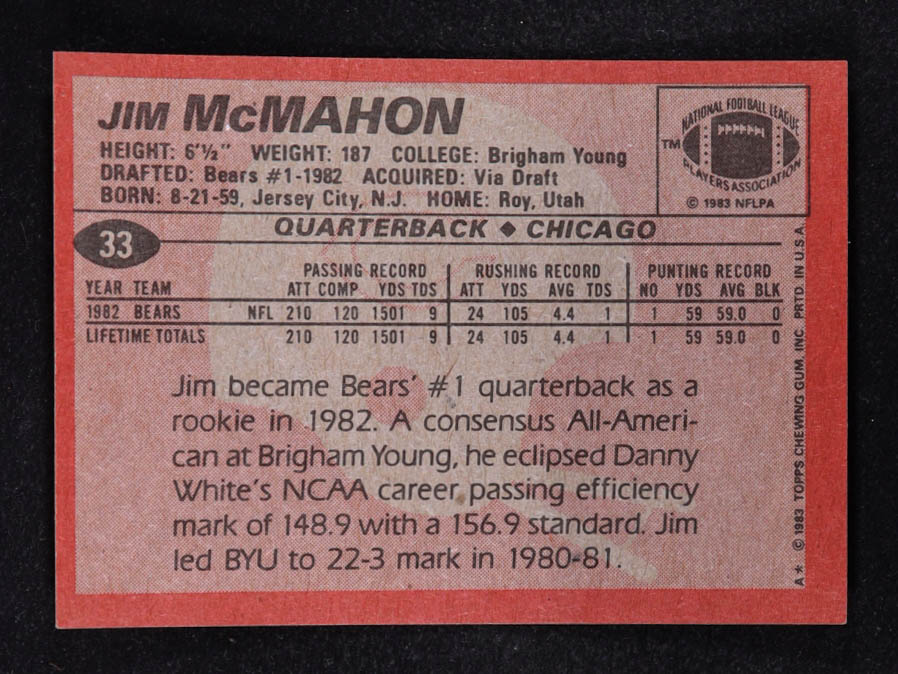 JIM McMAHON
HEIGHT: 6'½" WEIGHT: 187 COLLEGE: Brigham Young
DRAFTED: Bears #1-1982 ACQUIRED: Via Draft
BORN: 8-21-59, Jersey City, N.J. HOME: Roy, Utah
NATIONAL FOOTBALL LEAGUE
TM
PLAYERS ASSOCIATION
© 1983 NFLPA
33
QUARTERBACK ◆ CHICAGO
PASSING RECORD RUSHING RECORD PUNTING RECORD
YEAR TEAM ATT COMP YDS TDS ATT YDS AVG TDS NO YDS AVG BLK
1982 BEARS NFL 210 120 1501 9 24 105 4.4 1 1 59 59.0 0
LIFETIME TOTALS 210 120 1501 9 24 105 4.4 1 1 59 59.0 0
Jim became Bears' #1 quarterback as a
rookie in 1982. A consensus All-Ameri-
can at Brigham Young, he eclipsed Danny
White's NCAA career passing efficiency
mark of 148.9 with a 156.9 standard. Jim
led BYU to 22-3 mark in 1980-81.
A* © 1983 TOPPS CHEWING GUM, INC. PRTD. IN U.S.A.